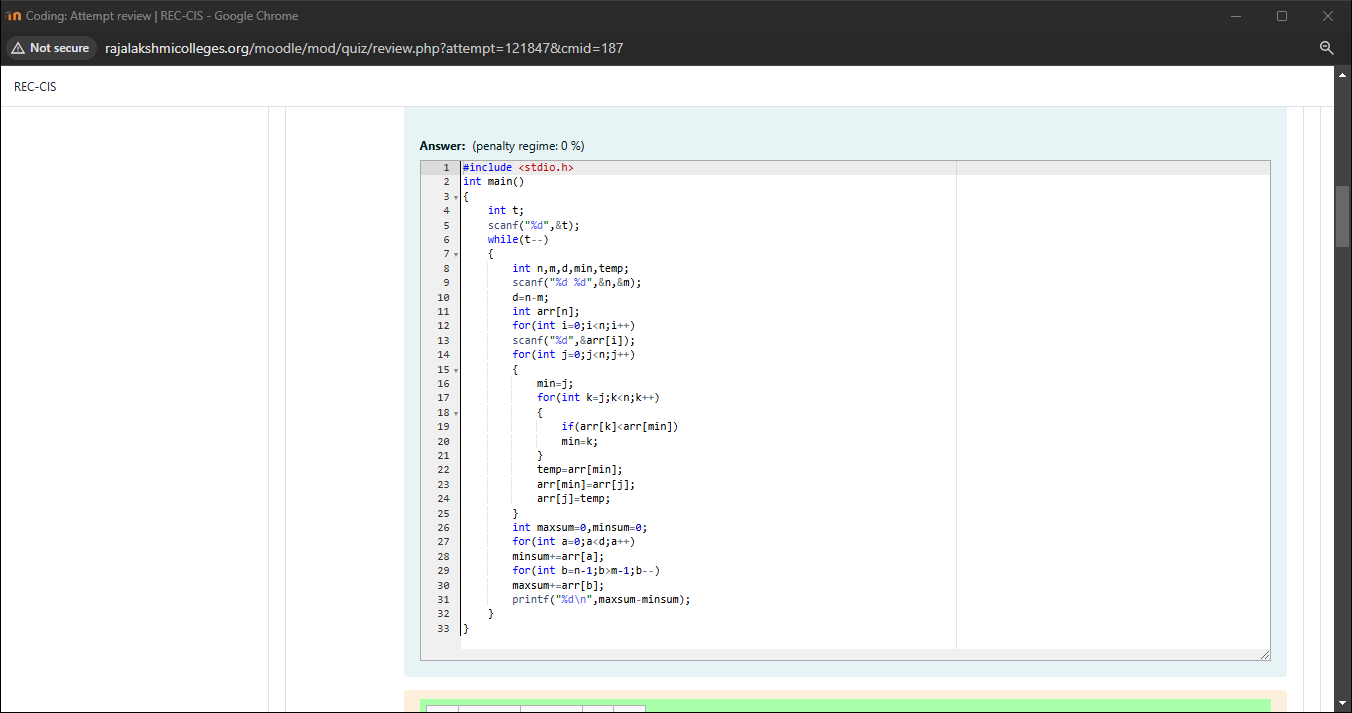 Coding: Attempt review | REC-CIS - Google Chrome
Not secure rajalakshmicolleges.org/moodle/mod/quiz/review.php?attempt=121847&cmid=187
REC-CIS
Answer: (penalty regime: 0 %)
1 #include <stdio.h>
2 int main()
3 {
4 int t;
5 scanf("%d",&t);
6 while(t--)
7 {
8 int n,m,d,min,temp;
9 scanf("%d %d",&n,&m);
10 d=n-m;
11 int arr[n];
12 for(int i=0;i<n;i++)
13 scanf("%d",&arr[i]);
14 for(int j=0;j<n;j++)
15 {
16 min=j;
17 for(int k=j;k<n;k++)
18 {
19 if(arr[k]<arr[min])
20 min=k;
21 }
22 temp=arr[min];
23 arr[min]=arr[j];
24 arr[j]=temp;
25 }
26 int maxsum=0,minsum=0;
27 for(int a=0;a<d;a++)
28 minsum+=arr[a];
29 for(int b=n-1;b>m-1;b--)
30 maxsum+=arr[b];
31 printf("%d\n",maxsum-minsum);
32 }
33 }